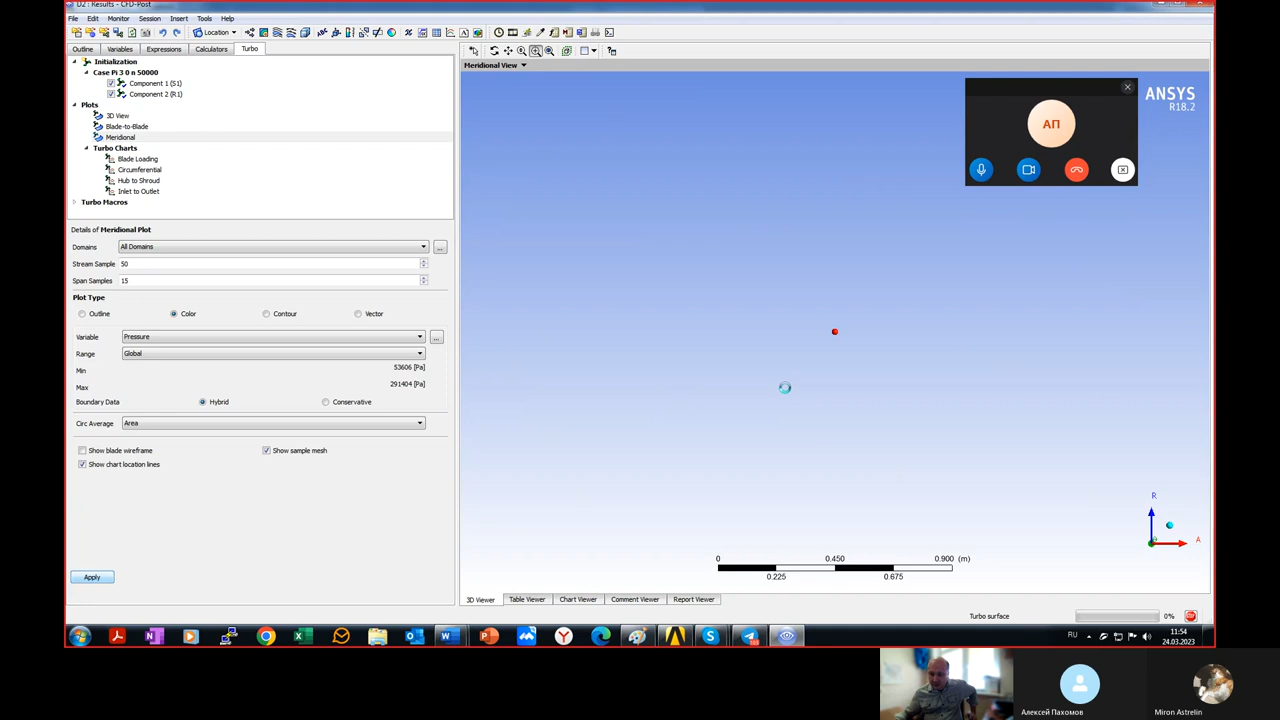 D2 : Results - CFD-Post
File Edit Monitor Session Insert Tools Help
Location
Outline Variables Expressions Calculators Turbo
Initialization
Case Pi 3 0 n 50000
Component 1 (S1)
Component 2 (R1)
Plots
3D View
Blade-to-Blade
Meridional
Turbo Charts
Blade Loading
Circumferential
Hub to Shroud
Inlet to Outlet
Turbo Macros
Details of Meridional Plot
Domains All Domains ...
Stream Sample 50
Span Samples 15
Plot Type
Outline Color Contour Vector
Variable Pressure ...
Range Global
Min 53606 [Pa]
Max 291404 [Pa]
Boundary Data Hybrid Conservative
Circ Average Area
Show blade wireframe Show sample mesh
Show chart location lines
Apply
Meridional View
АП
ANSYS
R18.2
R
A
0 0.450 0.900 (m)
0.225 0.675
3D Viewer Table Viewer Chart Viewer Comment Viewer Report Viewer
Turbo surface 0%
RU 11:54
24.03.2023
Алексей Пахомов
Miron Astrelin